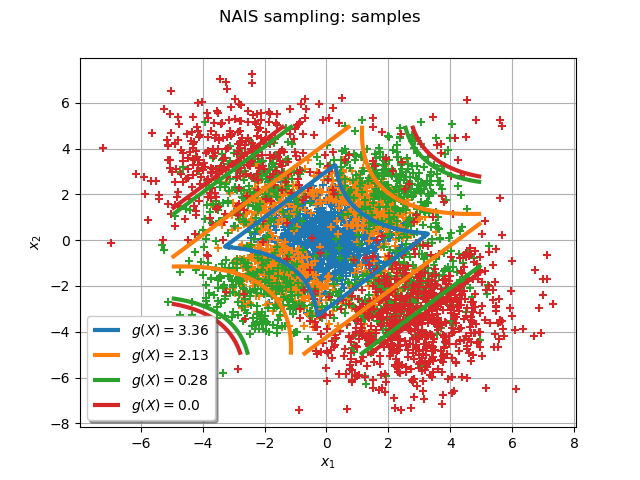 NAIS sampling: samples
x2
6
4
2
0
−2
−4
−6
−8
g(X) = 3.36
g(X) = 2.13
g(X) = 0.28
g(X) = 0.0
−6 −4 −2 0 2 4 6 8
x1